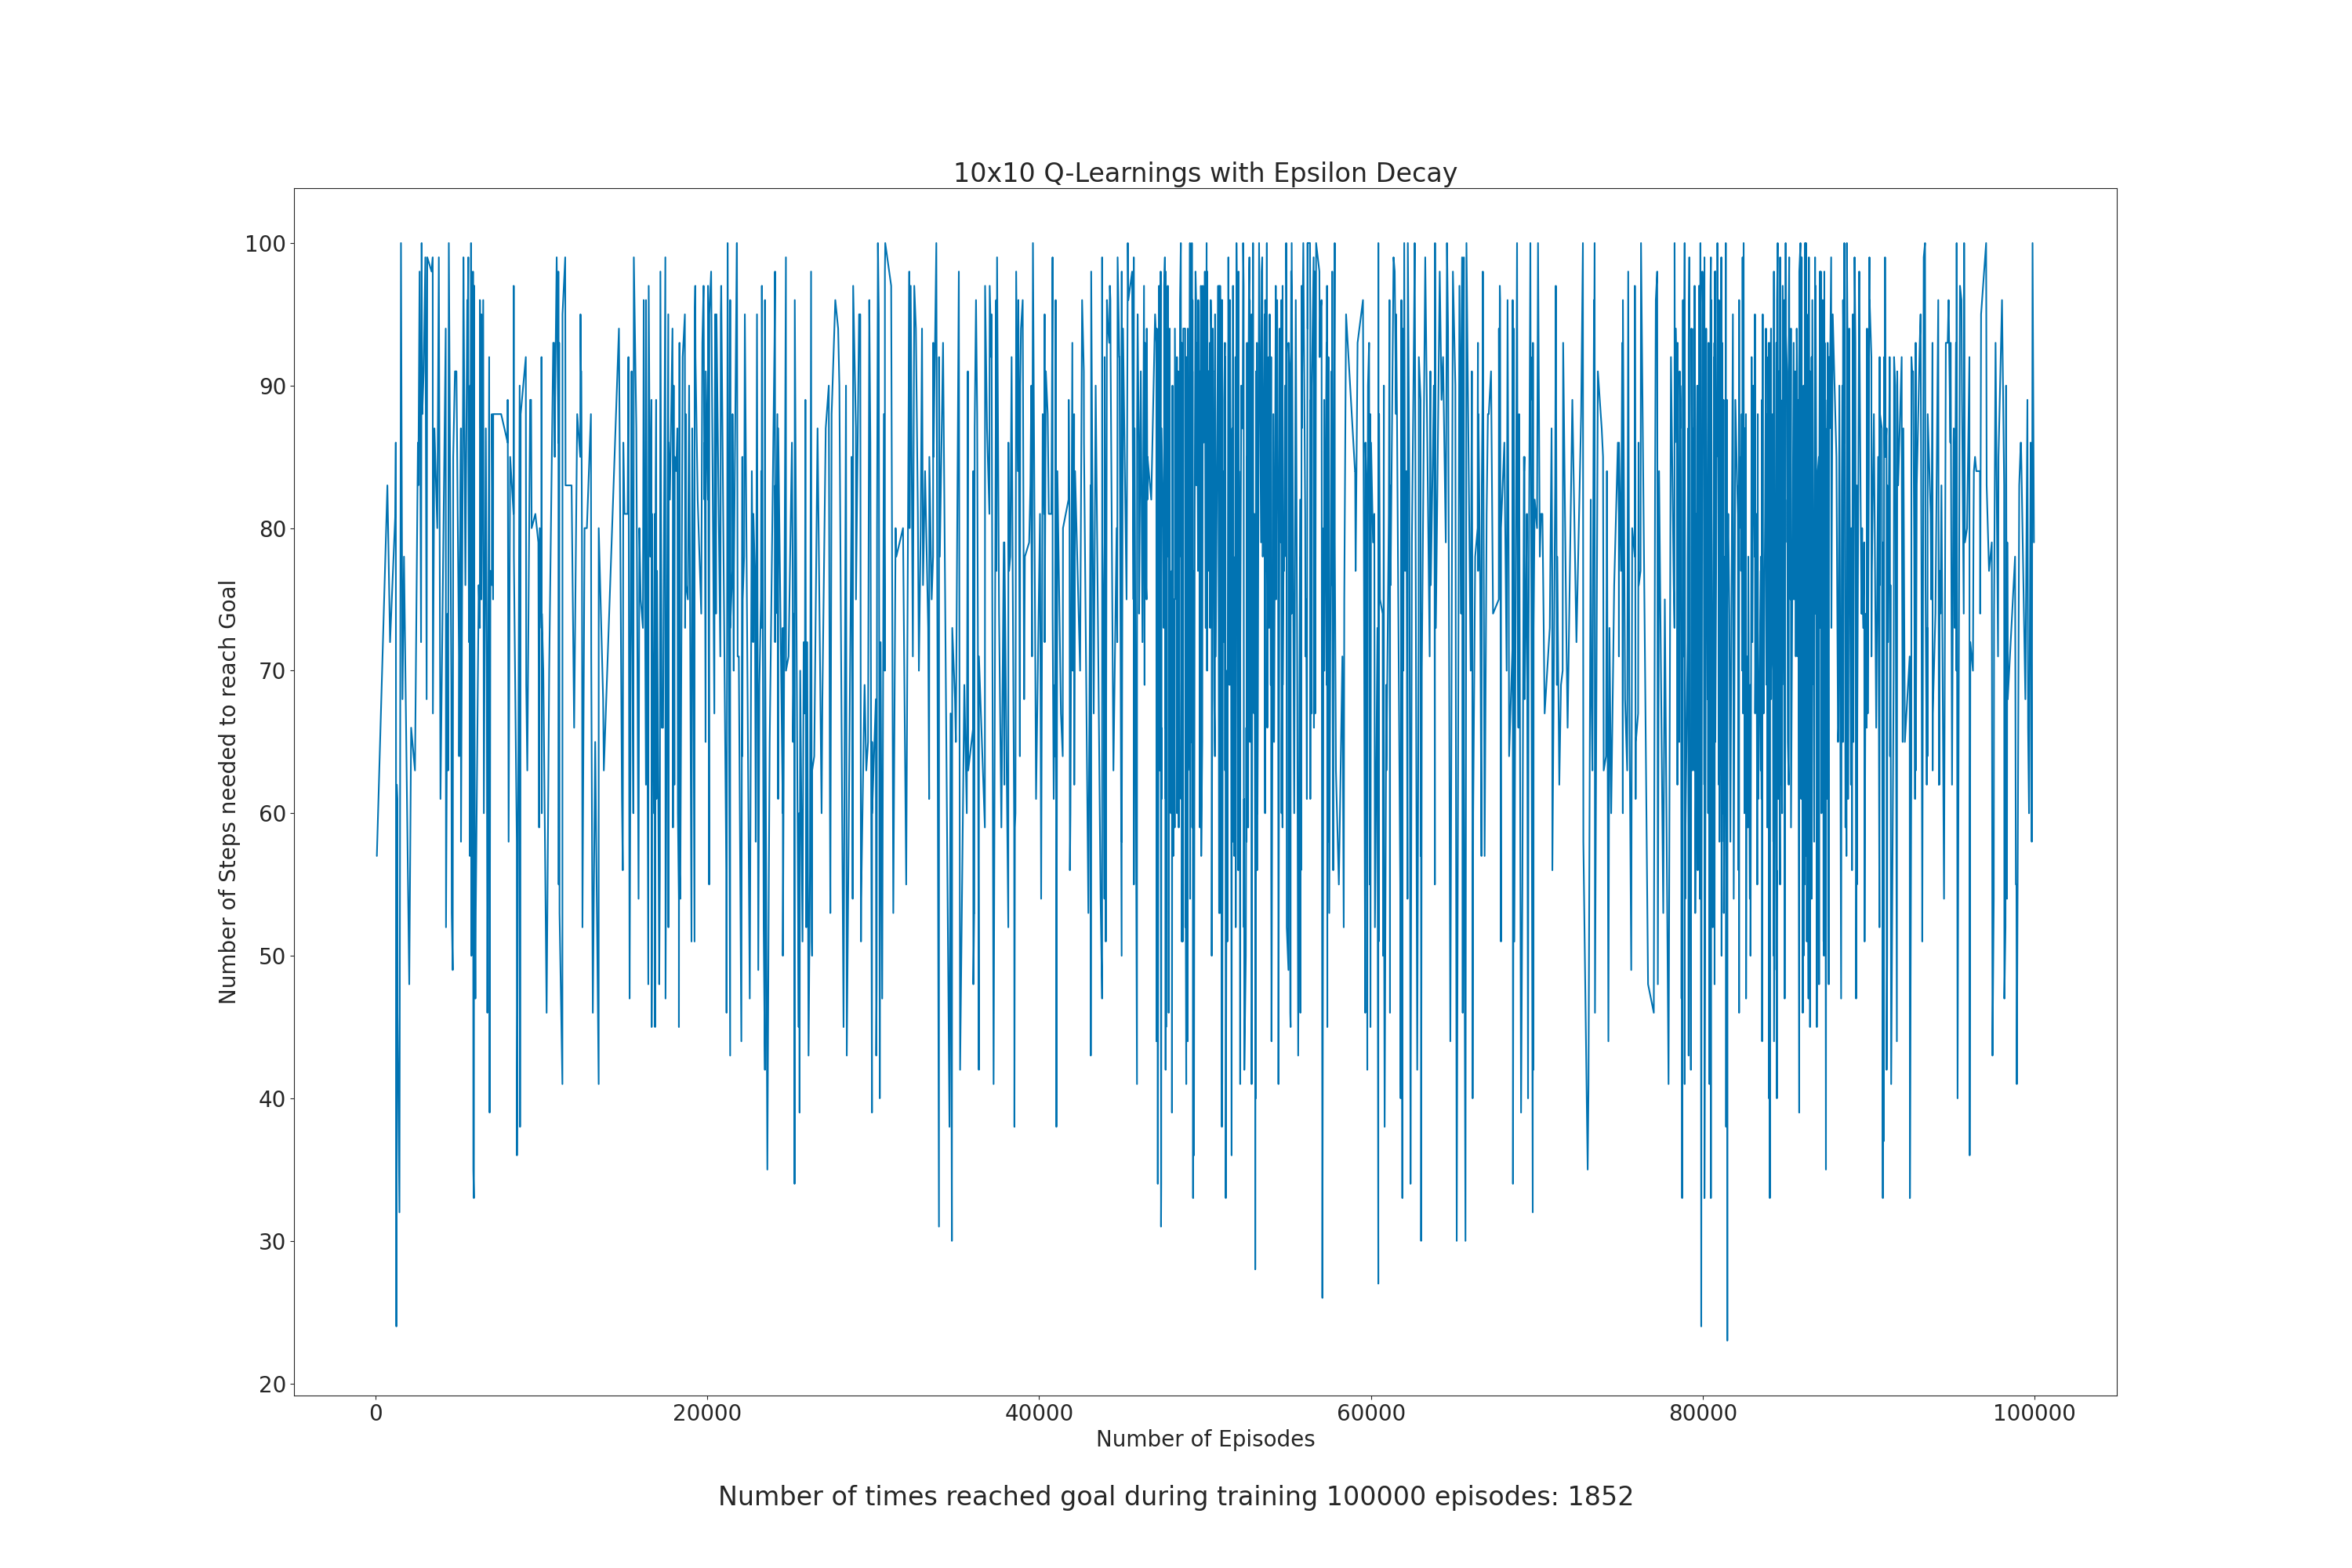 10x10 Q-Learnings with Epsilon Decay
100
90
80
70
60
50
40
30
20
Number of Steps needed to reach Goal
0 20000 40000 60000 80000 100000
Number of Episodes
Number of times reached goal during training 100000 episodes: 1852